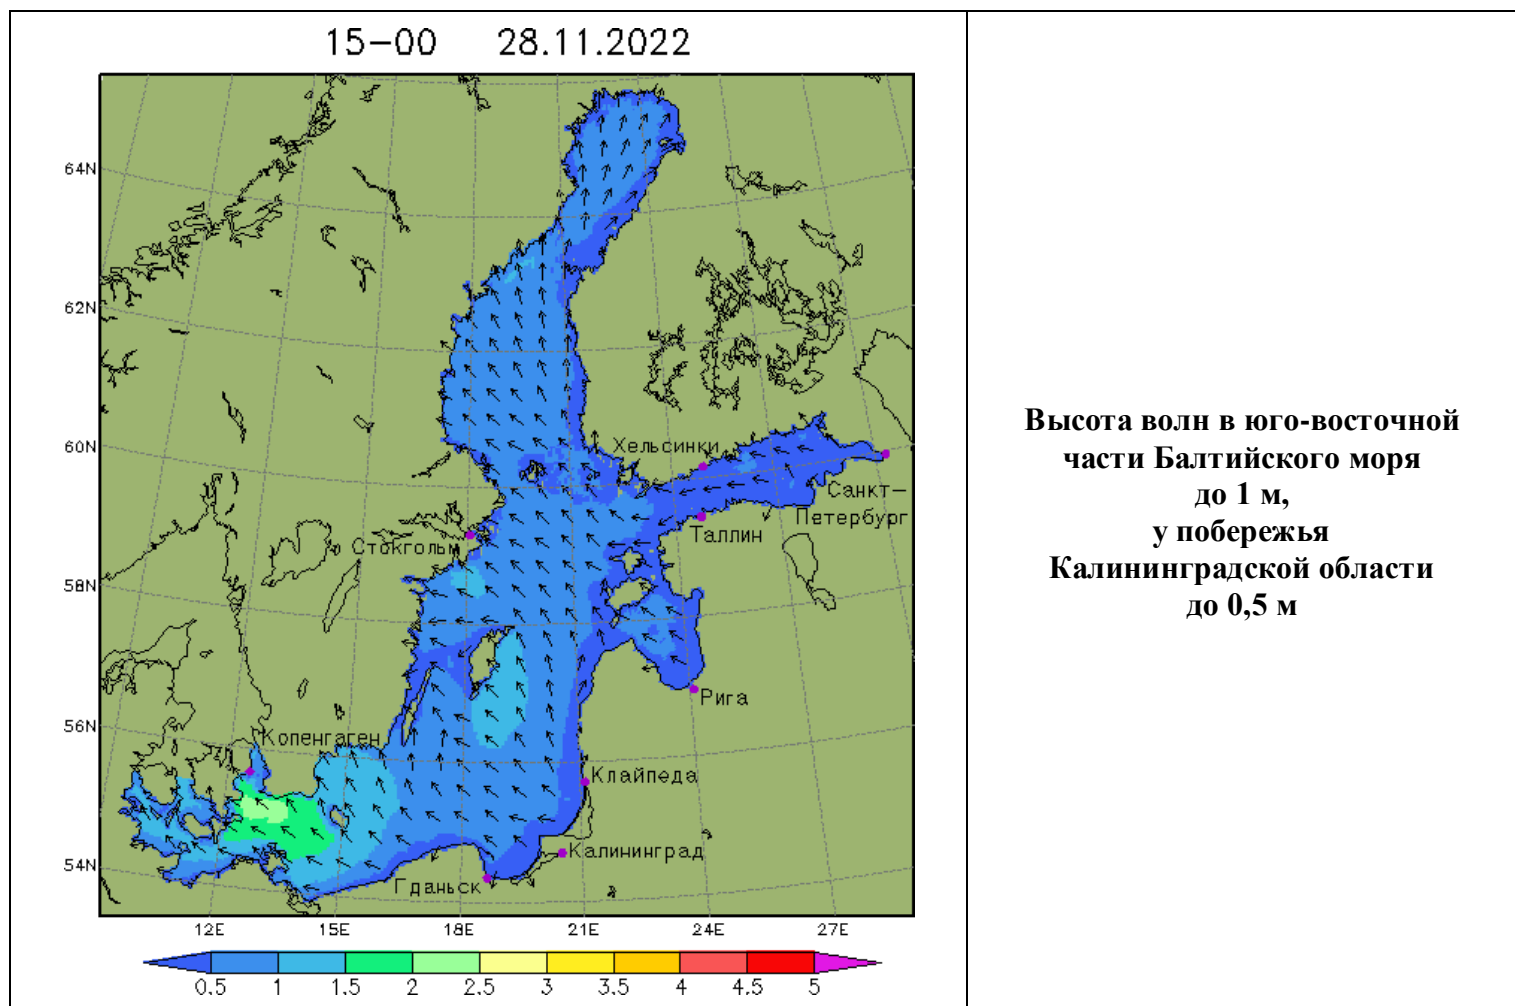 15-00 28.11.2022
64N
62N
60N
58N
56N
54N
Хельсинки
Санкт-
Петербург
Таллин
Стокгольм
Рига
Копенгаген
Клайпеда
Калининград
Гданьск
12E 15E 18E 21E 24E 27E
0.5 1 1.5 2 2.5 3 3.5 4 4.5 5
Высота волн в юго-восточной
части Балтийского моря
до 1 м,
у побережья
Калининградской области
до 0,5 м